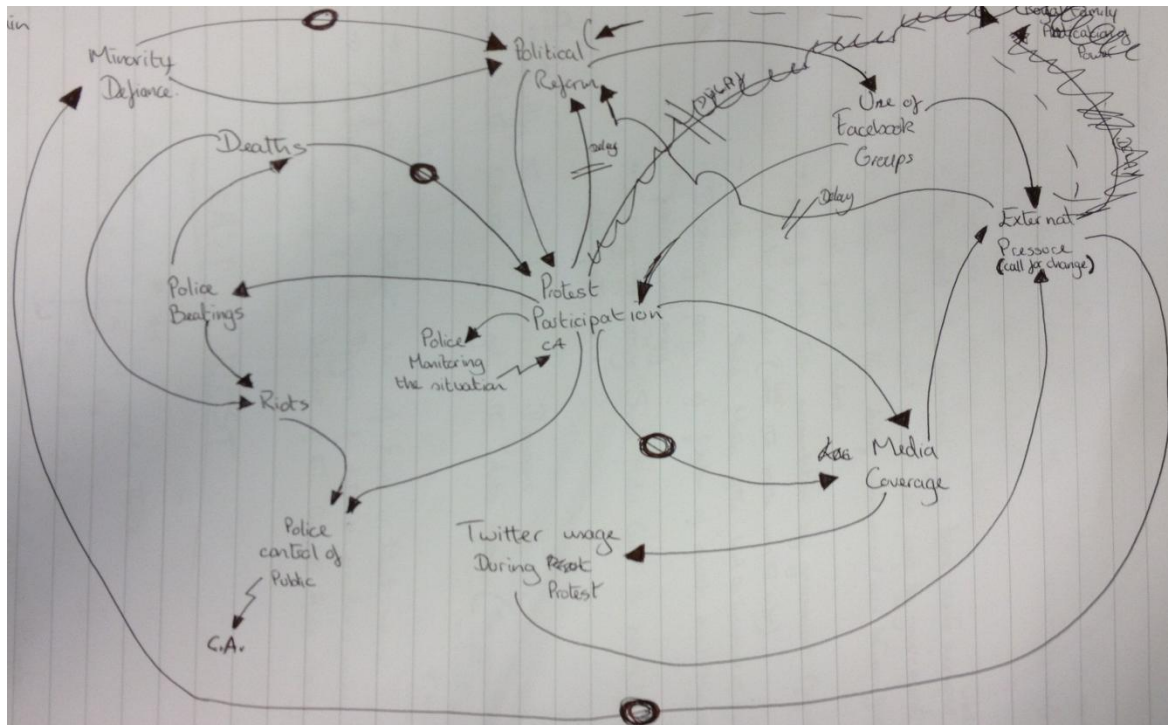 Minority
Defiance.
Political
Reform
Use of
Facebook
Groups
Deaths
Delay
Delay
External
Pressure
(call for change)
Police
Beatings
Protest
Participation
CA
Police
Monitoring
the situation
Riots
Media
Coverage
Police
control of
Public
Twitter usage
During
Protest
C.A.